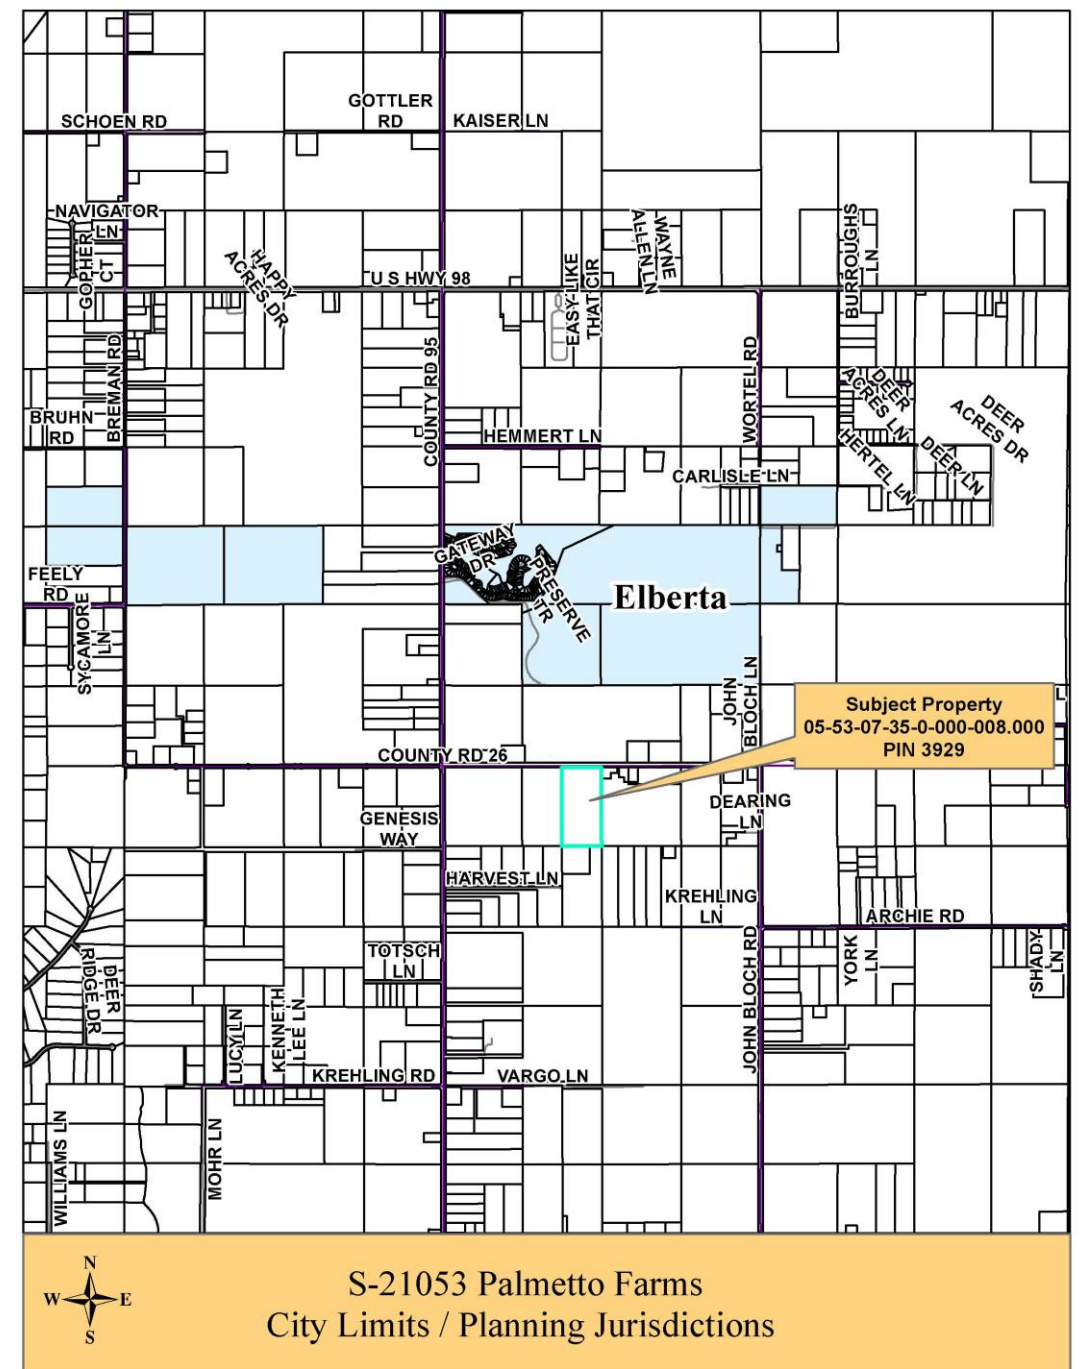 GOTTLER
RD
SCHOEN RD
KAISER LN
NAVIGATOR
LN
GOPHER
CT
HAPPY
ACRES DR
U S HWY 98
EASY LIKE
THAT CIR
WAYNE
ALLEN LN
BURROUGHS
LN
BREMAN RD
COUNTY RD 95
WORTEL RD
BRUHN
RD
HEMMERT LN
DEER
ACRES LN
DEER
ACRES DR
CARLISLE LN
HERTEL LN
DEER LN
GATEWAY
DR
PRESERVE
TR
Elberta
FEELY
RD
SYCAMORE
LN
JOHN
BLOCH LN
Subject Property
05-53-07-35-0-000-008.000
PIN 3929
COUNTY RD 26
GENESIS
WAY
DEARING
LN
HARVEST LN
KREHLING
LN
ARCHIE RD
TOTSCH
LN
YORK
LN
SHADY
LN
DEER
RIDGE DR
LUCY LN
KENNETH
LEE LN
JOHN BLOCH RD
KREHLING RD
VARGO LN
WILLIAMS LN
MOHR LN
N
W E
S
S-21053 Palmetto Farms
City Limits / Planning Jurisdictions